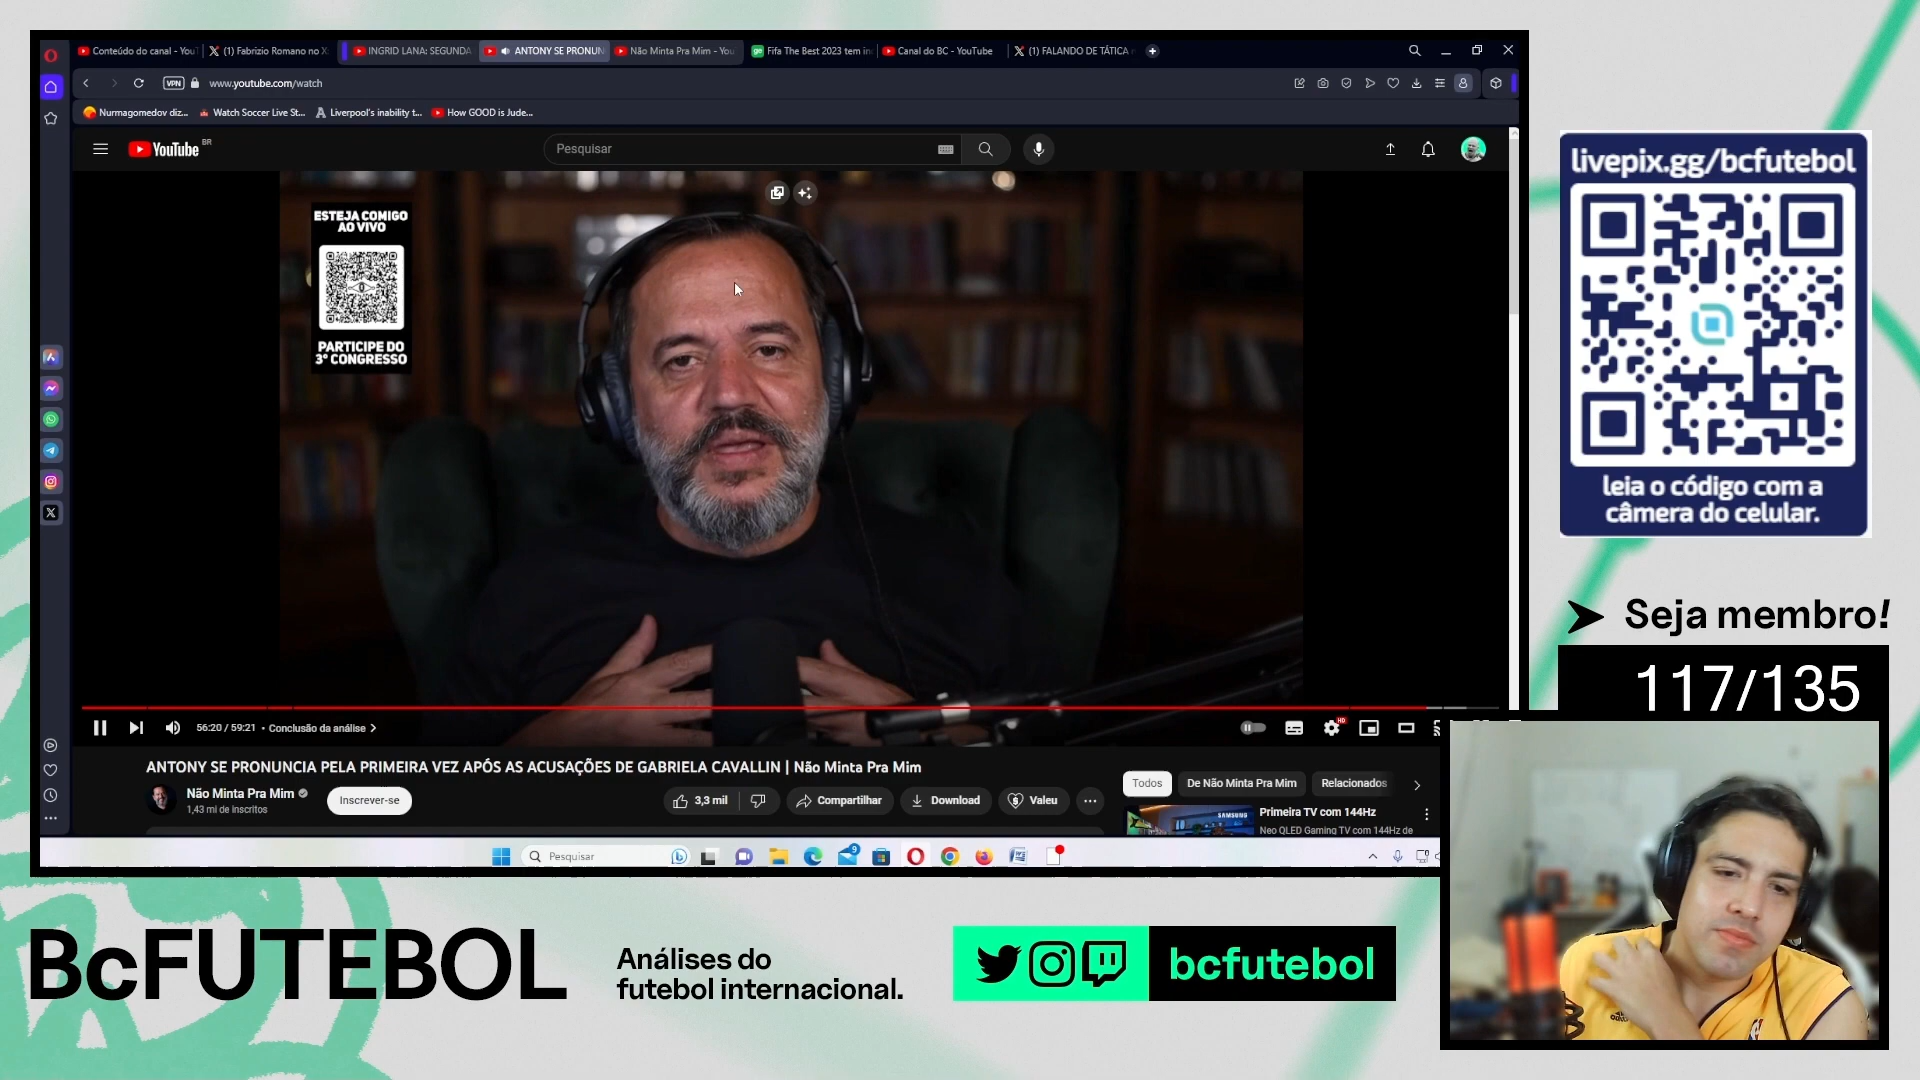 Conteúdo do canal - YouT
(1) Fabrizio Romano no X
INGRID LANA: SEGUNDA
ANTONY SE PRONUN
Não Minta Pra Mim - You
Fifa The Best 2023 tem in
Canal do BC - YouTube
(1) FALANDO DE TÁTICA
VPN
www.youtube.com/watch
Nurmagomedov diz...
Watch Soccer Live St...
Liverpool's inability t...
How GOOD is Jude...
YouTube BR
Pesquisar
ESTEJA COMIGO
AO VIVO
PARTICIPE DO
3º CONGRESSO
livepix.gg/bcfutebol
leia o código com a
câmera do celular.
Seja membro!
117/135
56:20 / 59:21 • Conclusão da análise
HD
ANTONY SE PRONUNCIA PELA PRIMEIRA VEZ APÓS AS ACUSAÇÕES DE GABRIELA CAVALLIN | Não Minta Pra Mim
Não Minta Pra Mim
1,43 mi de inscritos
Inscrever-se
3,3 mil
Compartilhar
Download
Valeu
Todos
De Não Minta Pra Mim
Relacionados
SAMSUNG
Primeira TV com 144Hz
Neo QLED Gaming TV com 144Hz de
Pesquisar
9
BcFUTEBOL
Análises do
futebol internacional.
bcfutebol